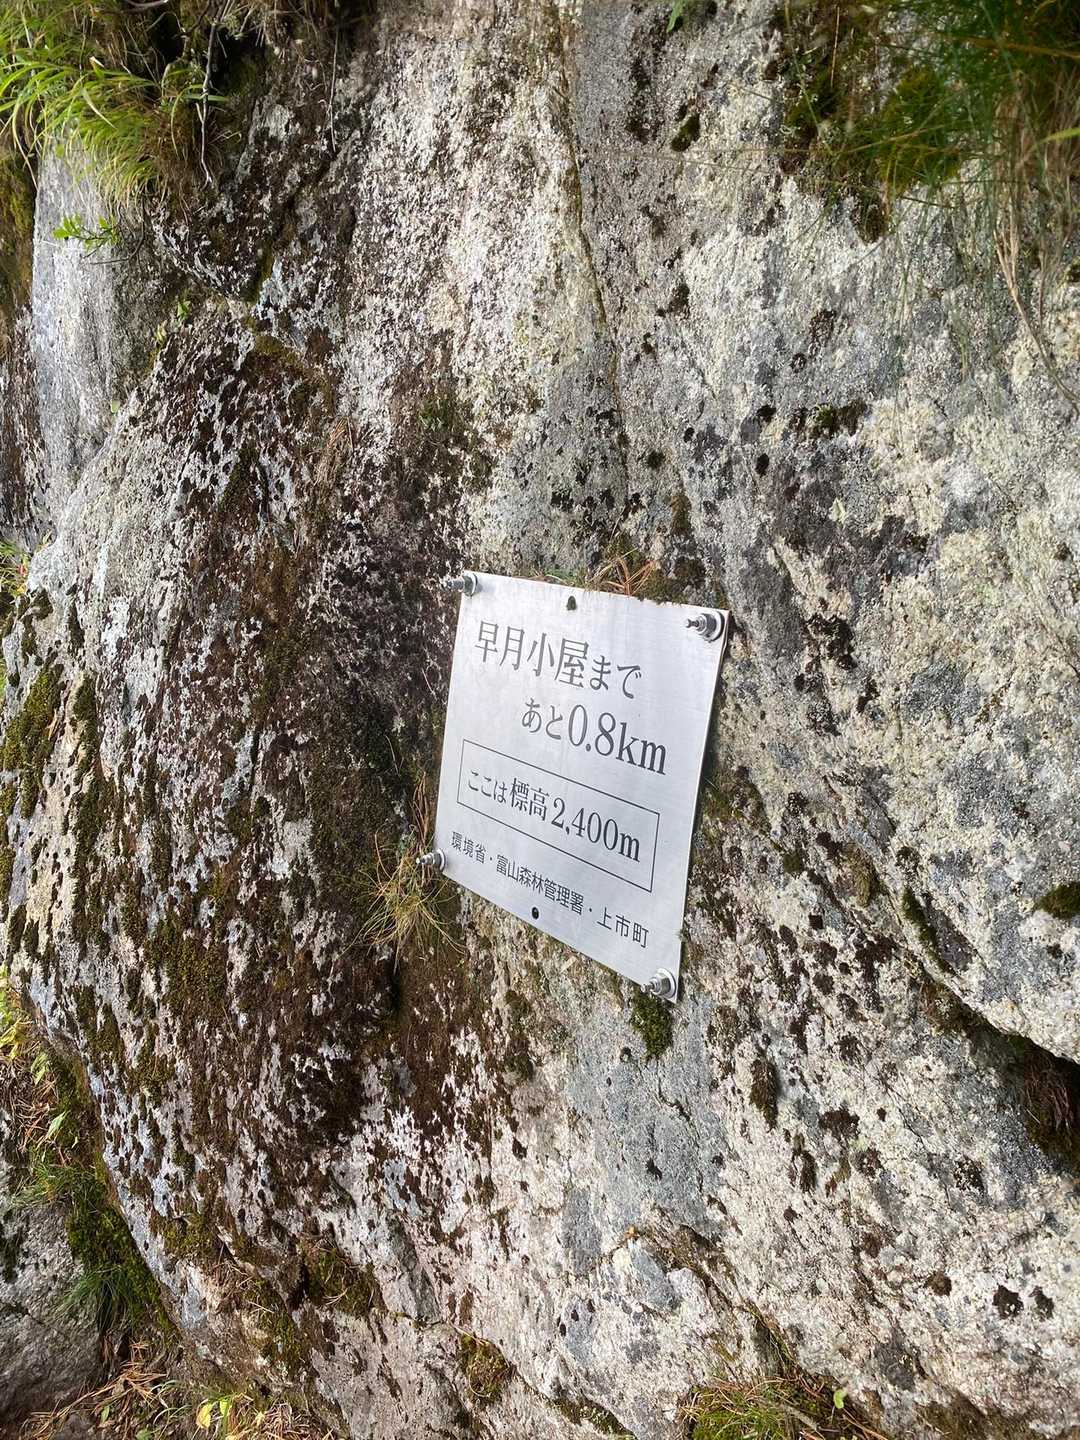 早月小屋まで
あと0.8km
ここは標高2,400m
環境省・富山森林管理署・上市町